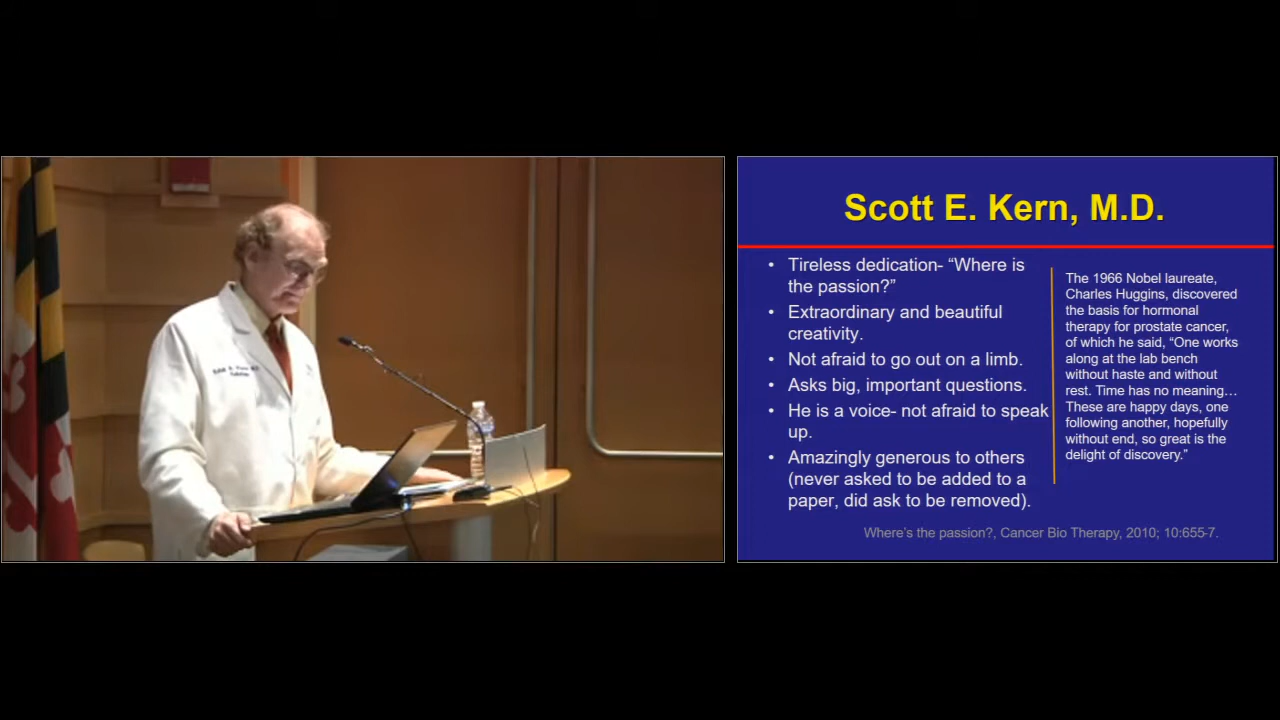 Scott E. Kern, M.D.
• Tireless dedication- “Where is
the passion?”
• Extraordinary and beautiful
creativity.
• Not afraid to go out on a limb.
• Asks big, important questions.
• He is a voice- not afraid to speak
up.
• Amazingly generous to others
(never asked to be added to a
paper, did ask to be removed).
The 1966 Nobel laureate,
Charles Huggins, discovered
the basis for hormonal
therapy for prostate cancer,
of which he said, “One works
along at the lab bench
without haste and without
rest. Time has no meaning…
These are happy days, one
following another, hopefully
without end, so great is the
delight of discovery.”
Where’s the passion?, Cancer Bio Therapy, 2010; 10:655-7.